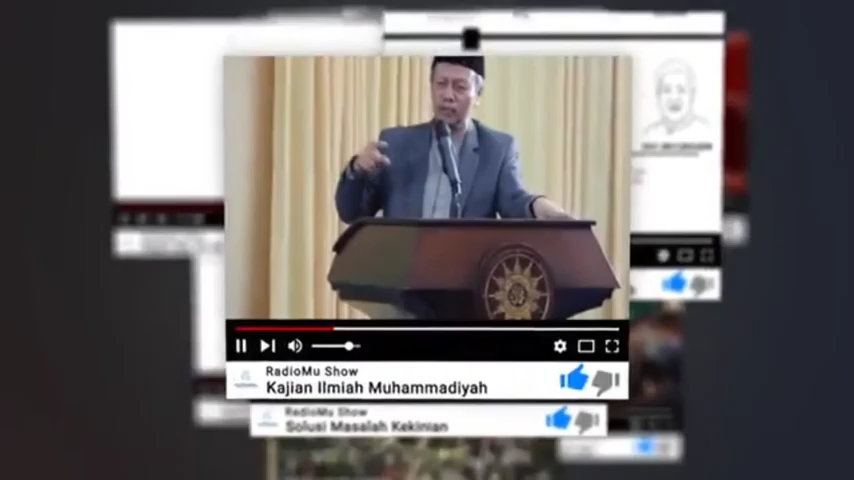 RadioMu Show
Kajian Ilmiah Muhammadiyah
RadioMu Show
Solusi Masalah Kekinian